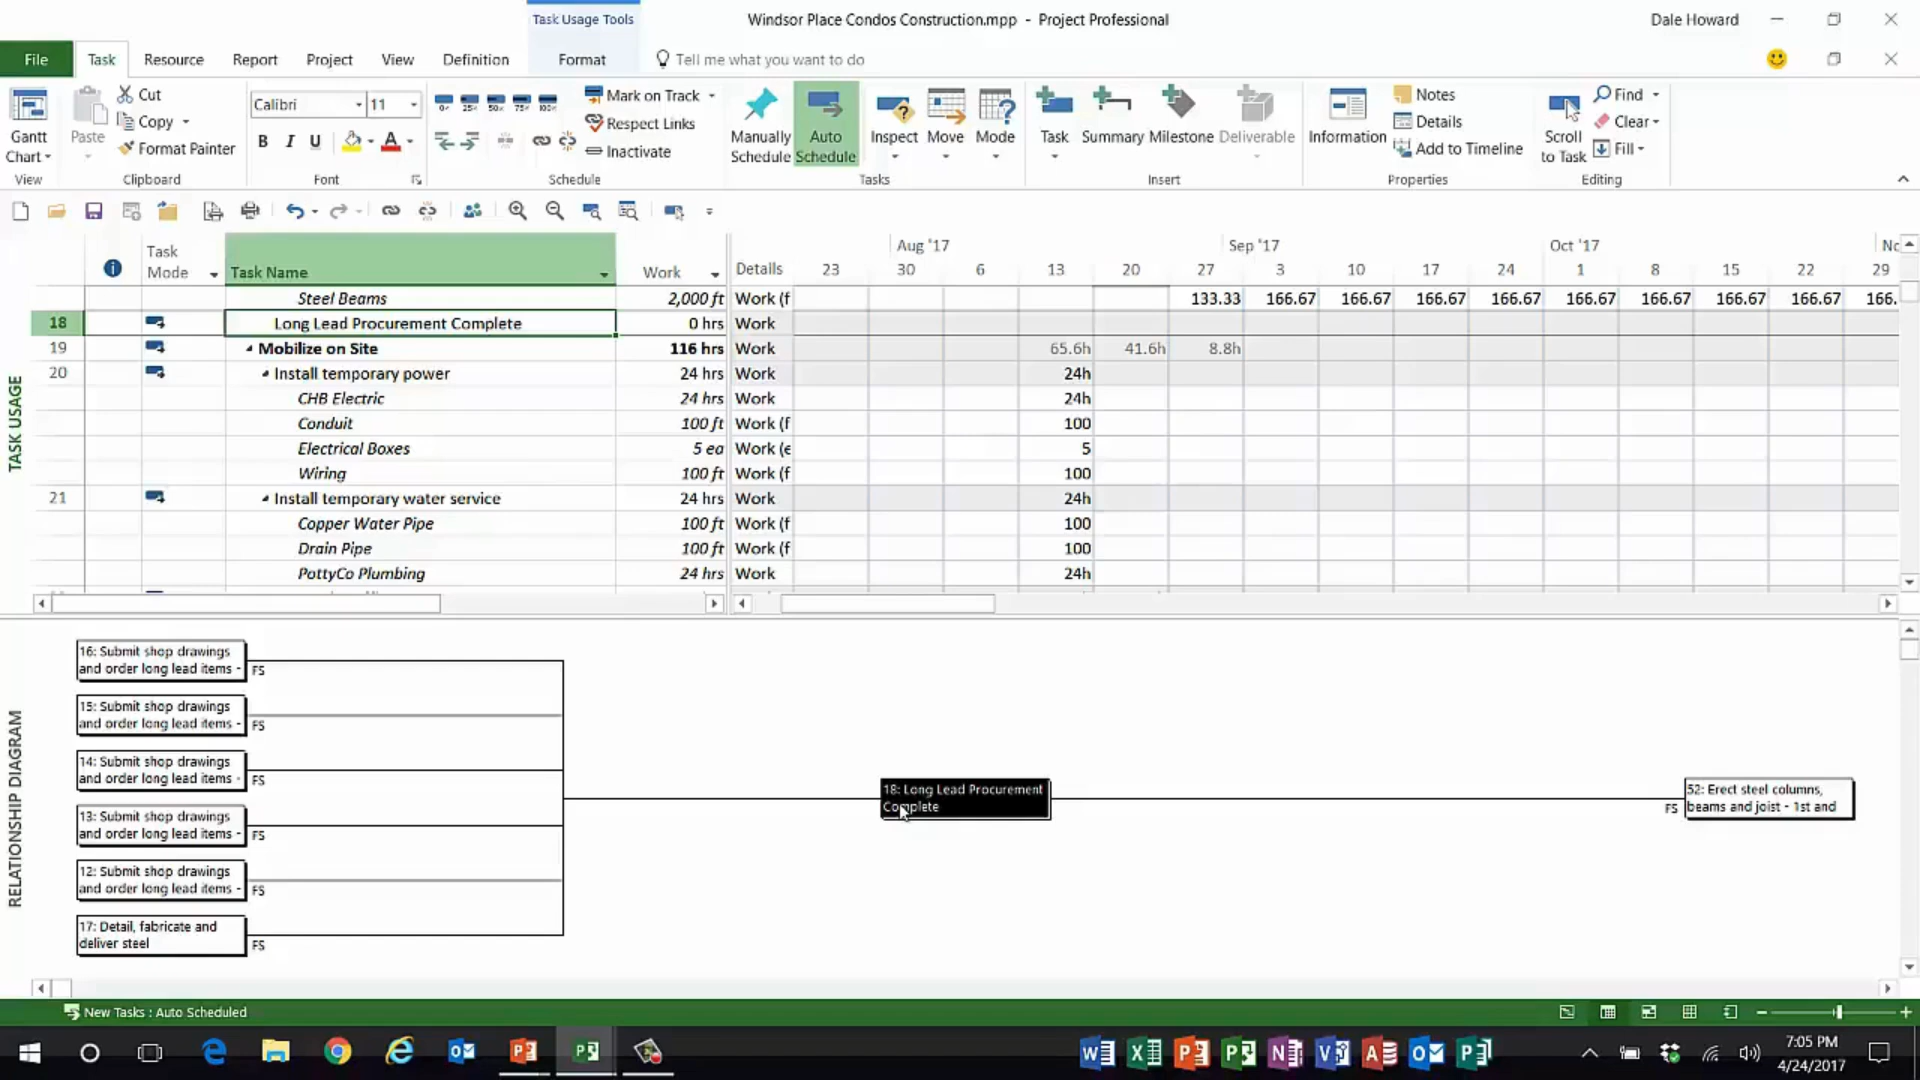 Task Usage Tools
Windsor Place Condos Construction.mpp - Project Professional
Dale Howard
File Task Resource Report Project View Definition Format Tell me what you want to do
Gantt Chart
Paste
Cut
Copy
Format Painter
Calibri 11
B I U A
0% 25% 50% 75% 100%
Mark on Track
Respect Links
Inactivate
Manually Schedule
Auto Schedule
Inspect
Move
Mode
Task
Summary
Milestone
Deliverable
Information
Notes
Details
Add to Timeline
Scroll to Task
Find
Clear
Fill
View Clipboard Font Schedule Tasks Insert Properties Editing
Task Mode Task Name Work Details
Aug '17 Sep '17 Oct '17
23 30 6 13 20 27 3 10 17 24 1 8 15 22 29
Steel Beams 2,000 ft Work (f 133.33 166.67 166.67 166.67 166.67 166.67 166.67 166.67 166.67 166.
18 Long Lead Procurement Complete 0 hrs Work
19 Mobilize on Site 116 hrs Work 65.6h 41.6h 8.8h
20 Install temporary power 24 hrs Work 24h
CHB Electric 24 hrs Work 24h
Conduit 100 ft Work (f 100
Electrical Boxes 5 ea Work (e 5
Wiring 100 ft Work (f 100
21 Install temporary water service 24 hrs Work 24h
Copper Water Pipe 100 ft Work (f 100
Drain Pipe 100 ft Work (f 100
PottyCo Plumbing 24 hrs Work 24h
TASK USAGE
RELATIONSHIP DIAGRAM
16: Submit shop drawings
and order long lead items - FS
15: Submit shop drawings
and order long lead items - FS
14: Submit shop drawings
and order long lead items - FS
13: Submit shop drawings
and order long lead items - FS
12: Submit shop drawings
and order long lead items - FS
17: Detail, fabricate and
deliver steel FS
18: Long Lead Procurement
Complete
FS
52: Erect steel columns,
beams and joist - 1st and
New Tasks : Auto Scheduled
7:05 PM
4/24/2017